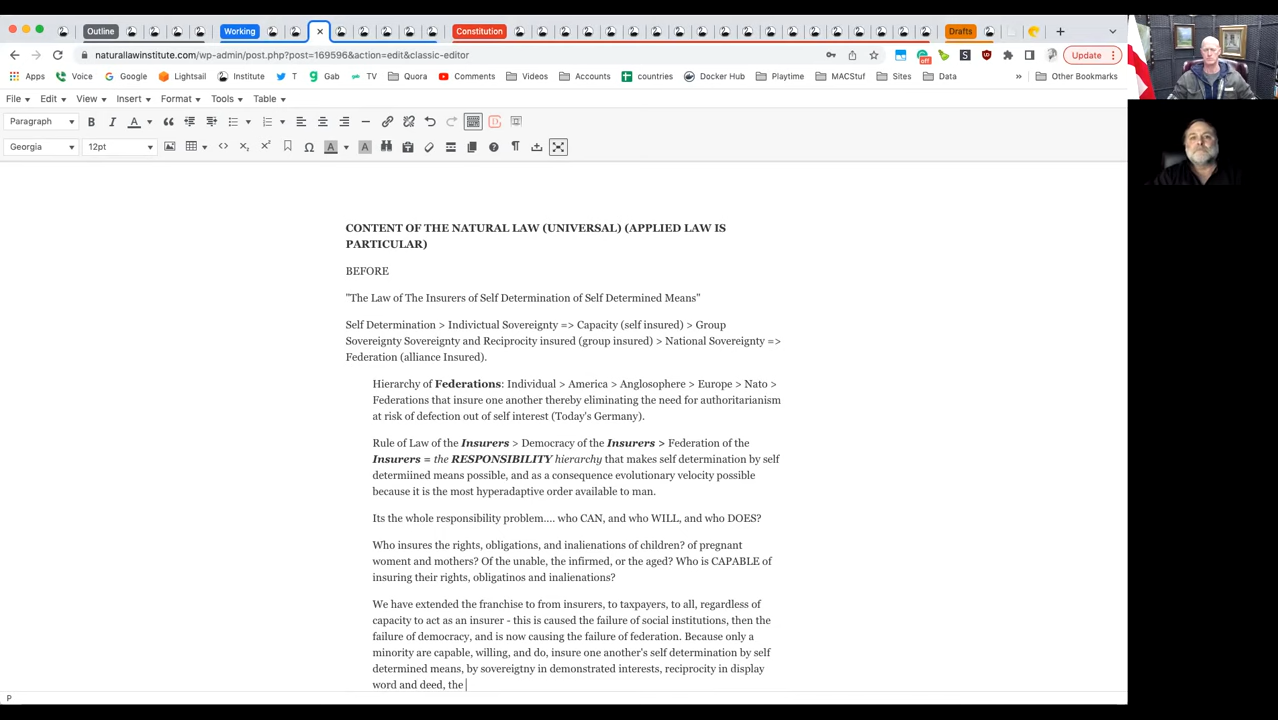 Outline
Working
Constitution
Drafts
naturallawinstitute.com/wp-admin/post.php?post=169596&action=edit&classic-editor
Update
Apps Voice Google Lightsail Institute T Gab TV Quora Comments Videos Accounts countries Docker Hub Playtime MACStuf Sites Data » Other Bookmarks
File Edit View Insert Format Tools Table
Paragraph B I A
Georgia 12pt
CONTENT OF THE NATURAL LAW (UNIVERSAL) (APPLIED LAW IS
PARTICULAR)
BEFORE
"The Law of The Insurers of Self Determination of Self Determined Means"
Self Determination > Indivictual Sovereignty => Capacity (self insured) > Group
Sovereignty Sovereignty and Reciprocity insured (group insured) > National Sovereignty =>
Federation (alliance Insured).
Hierarchy of Federations: Individual > America > Anglosphere > Europe > Nato >
Federations that insure one another thereby eliminating the need for authoritarianism
at risk of defection out of self interest (Today's Germany).
Rule of Law of the Insurers > Democracy of the Insurers > Federation of the
Insurers = the RESPONSIBILITY hierarchy that makes self determination by self
determiined means possible, and as a consequence evolutionary velocity possible
because it is the most hyperadaptive order available to man.
Its the whole responsibility problem.... who CAN, and who WILL, and who DOES?
Who insures the rights, obligations, and inalienations of children? of pregnant
woment and mothers? Of the unable, the infirmed, or the aged? Who is CAPABLE of
insuring their rights, obligatinos and inalienations?
We have extended the franchise to from insurers, to taxpayers, to all, regardless of
capacity to act as an insurer - this is caused the failure of social institutions, then the
failure of democracy, and is now causing the failure of federation. Because only a
minority are capable, willing, and do, insure one another's self determination by self
determined means, by sovereigtny in demonstrated interests, reciprocity in display
word and deed, the
P